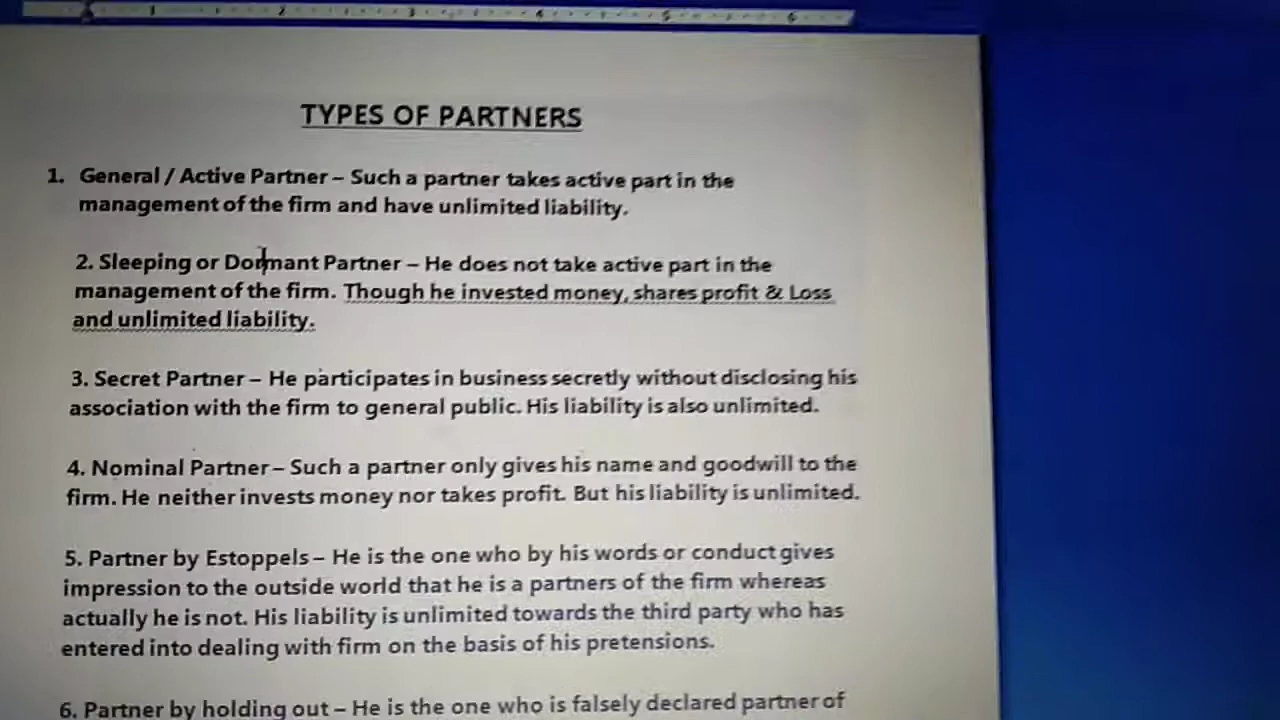 TYPES OF PARTNERS
1. General / Active Partner – Such a partner takes active part in the
management of the firm and have unlimited liability.
2. Sleeping or Dormant Partner – He does not take active part in the
management of the firm. Though he invested money, shares profit & Loss
and unlimited liability.
3. Secret Partner – He participates in business secretly without disclosing his
association with the firm to general public. His liability is also unlimited.
4. Nominal Partner – Such a partner only gives his name and goodwill to the
firm. He neither invests money nor takes profit. But his liability is unlimited.
5. Partner by Estoppels – He is the one who by his words or conduct gives
impression to the outside world that he is a partners of the firm whereas
actually he is not. His liability is unlimited towards the third party who has
entered into dealing with firm on the basis of his pretensions.
6. Partner by holding out – He is the one who is falsely declared partner of